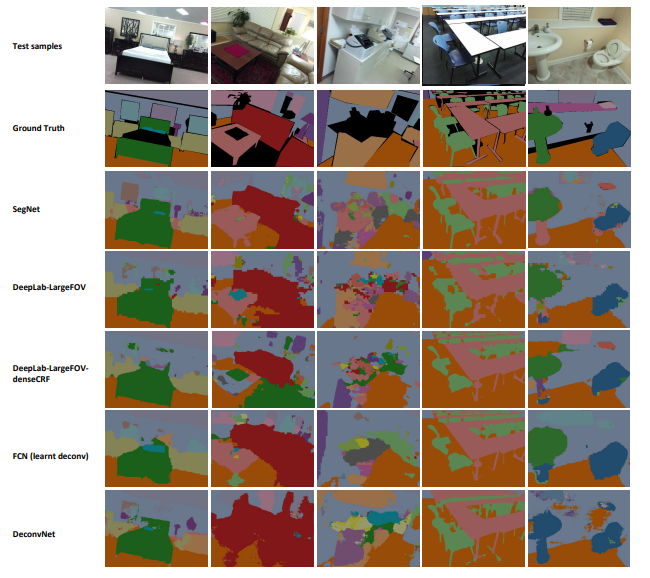 Test samples
Ground Truth
SegNet
DeepLab-LargeFOV
DeepLab-LargeFOV-
denseCRF
FCN (learnt deconv)
DeconvNet